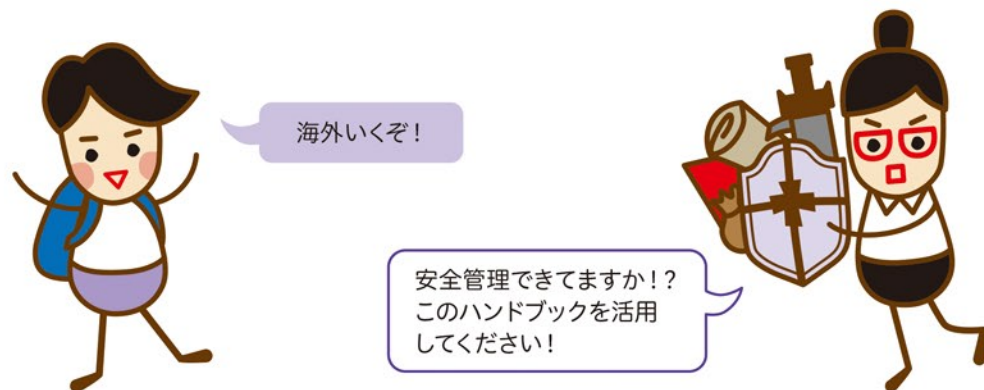 海外いくぞ！
安全管理できてますか！？
このハンドブックを活用
してください！